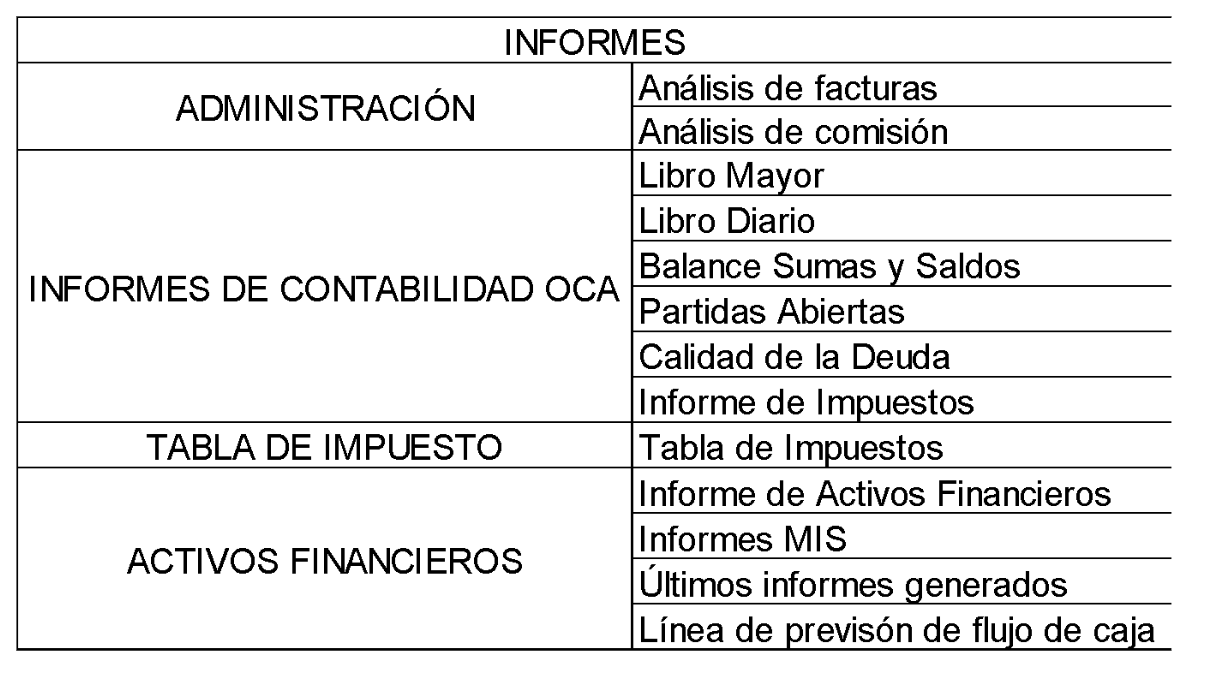 INFORMES
ADMINISTRACIÓN
Análisis de facturas
Análisis de comisión
INFORMES DE CONTABILIDAD OCA
Libro Mayor
Libro Diario
Balance Sumas y Saldos
Partidas Abiertas
Calidad de la Deuda
Informe de Impuestos
TABLA DE IMPUESTO
Tabla de Impuestos
ACTIVOS FINANCIEROS
Informe de Activos Financieros
Informes MIS
Últimos informes generados
Línea de previsón de flujo de caja